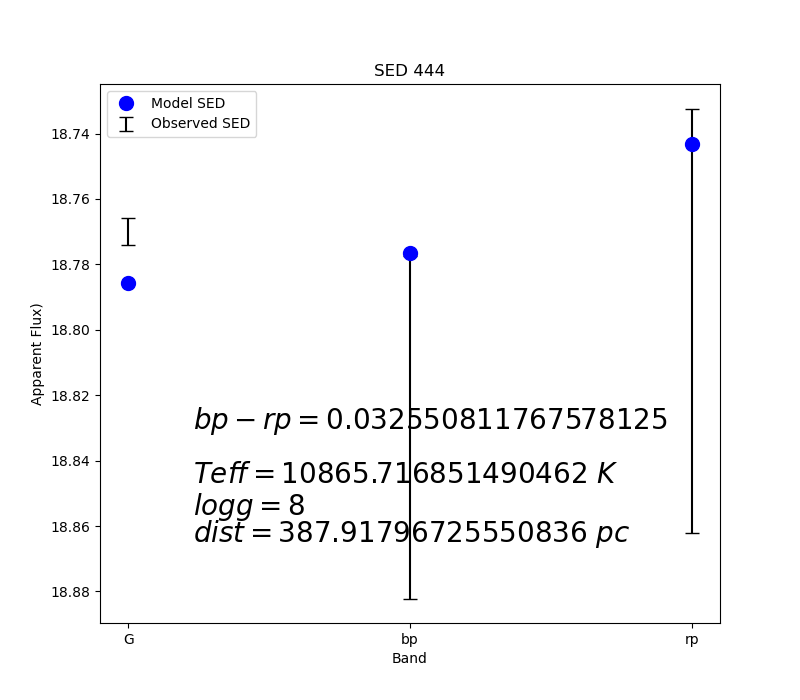 SED 444
Model SED
Observed SED
18.74
18.76
18.78
18.80
18.82
18.84
18.86
18.88
Apparent Flux)
bp − rp = 0.032550811767578125
Teff = 10865.716851490462 K
logg = 8
dist = 387.91796725550836 pc
G
bp
rp
Band